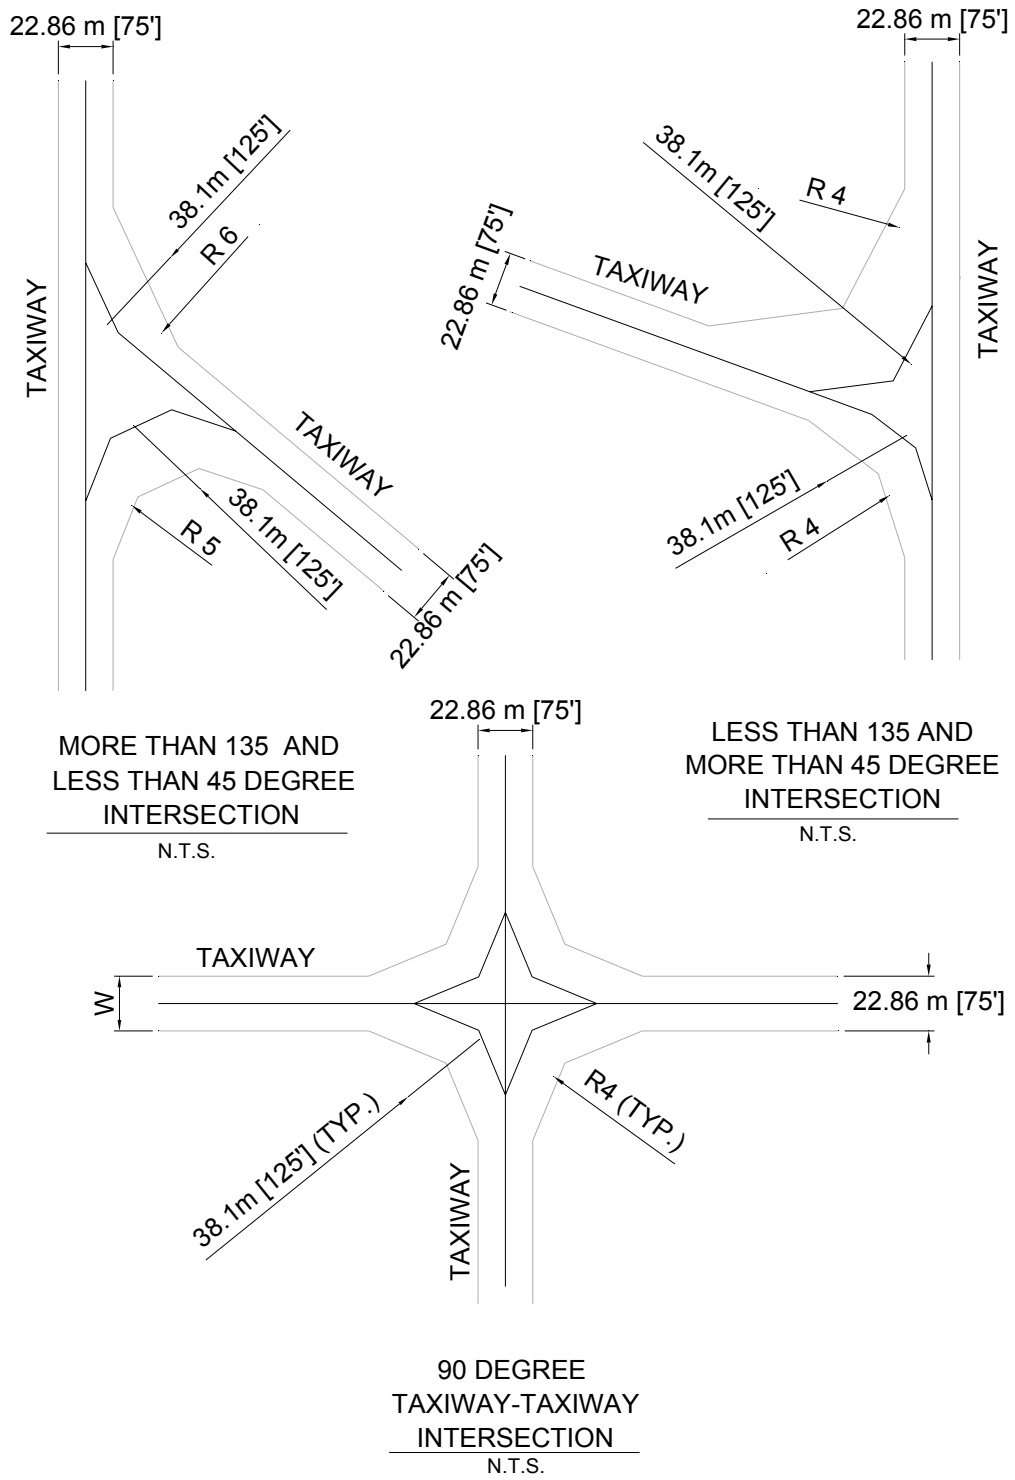 22.86 m [75']
22.86 m [75']
38.1m [125']
R 6
TAXIWAY
TAXIWAY
R 5
38.1m [125']
22.86 m [75']
38.1m [125']
R 4
22.86 m [75']
TAXIWAY
TAXIWAY
38.1m [125']
R 4
MORE THAN 135 AND
LESS THAN 45 DEGREE
INTERSECTION
N.T.S.
LESS THAN 135 AND
MORE THAN 45 DEGREE
INTERSECTION
N.T.S.
22.86 m [75']
TAXIWAY
W
22.86 m [75']
38.1m [125'] (TYP.)
R4 (TYP.)
TAXIWAY
90 DEGREE
TAXIWAY-TAXIWAY
INTERSECTION
N.T.S.